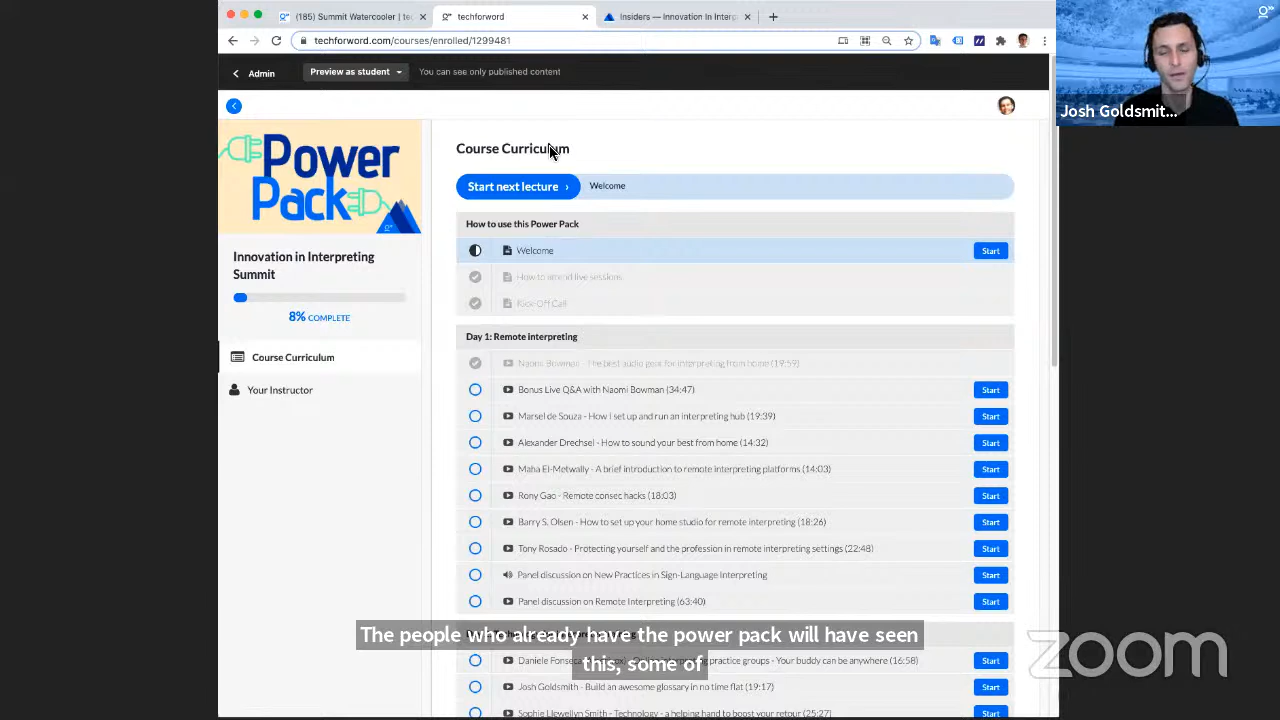 (185) Summit Watercooler | tec
techforword
Insiders — Innovation In Interp
techforword.com/courses/enrolled/1299481
Josh Goldsmit...
Admin
Preview as student
You can see only published content
Power
Pack
Innovation in Interpreting
Summit
8% COMPLETE
Course Curriculum
Your Instructor
Course Curriculum
Start next lecture ›
Welcome
How to use this Power Pack
Welcome
Start
How to attend live sessions
Kick-Off Call
Day 1: Remote interpreting
Naomi Bowman - The best audio gear for interpreting from home (19:59)
Bonus Live Q&A with Naomi Bowman (34:47)
Start
Marsel de Souza - How I set up and run an interpreting hub (19:39)
Start
Alexander Drechsel - How to sound your best from home (14:32)
Start
Maha El-Metwally - A brief introduction to remote interpreting platforms (14:03)
Start
Rony Gao - Remote consec hacks (18:03)
Start
Barry S. Olsen - How to set up your home studio for remote interpreting (18:26)
Start
Tony Rosado - Protecting yourself and the profession in remote interpreting settings (22:48)
Start
Panel discussion on New Practices in Sign-Language Interpreting
Start
Panel discussion on Remote Interpreting (63:40)
Start
The people who already have the power pack will have seen
this, some of
Daniele Fonseca
practice groups - Your buddy can be anywhere (16:58)
Start
Josh Goldsmith - Build an awesome glossary in no time flat (19:17)
Start
Sophie Llewellyn Smith - Technology - a helping hand to boost your retour (25:27)
Start
zoom